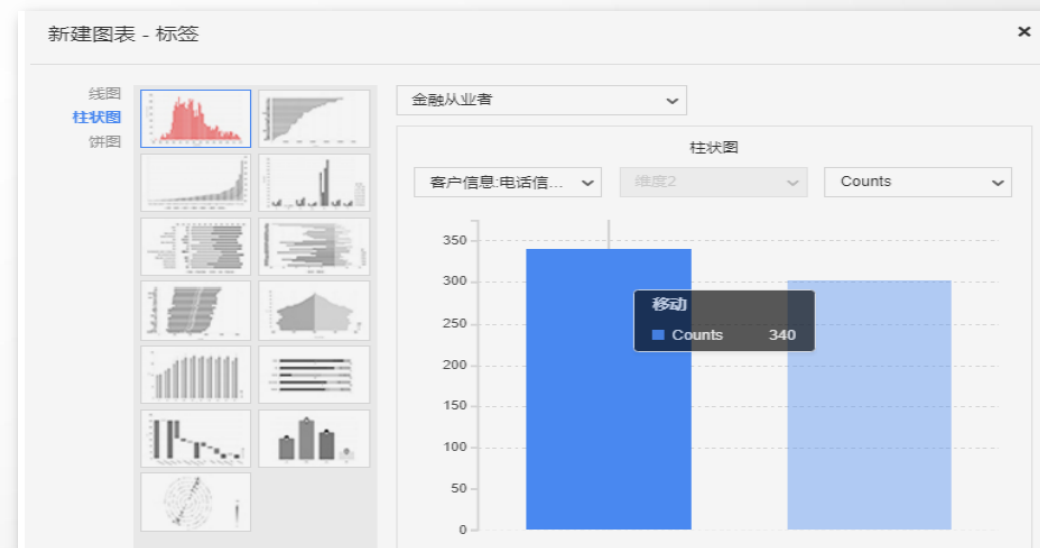 新建图表 - 标签
×
线图
柱状图
饼图
金融从业者
柱状图
客户信息:电话信...
维度2
Counts
350
300
250
200
150
100
50
0
移动
Counts 340